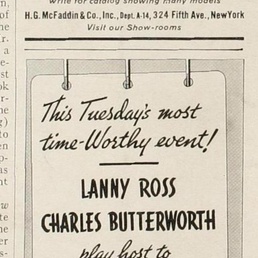 Write for catalog showing many models
H. G. McFaddin & Co., Inc., Dept. A-14, 324 Fifth Ave., New York
Visit our Show-rooms
This Tuesday's most
time-Worthy event!
LANNY ROSS
CHARLES BUTTERWORTH
play host to